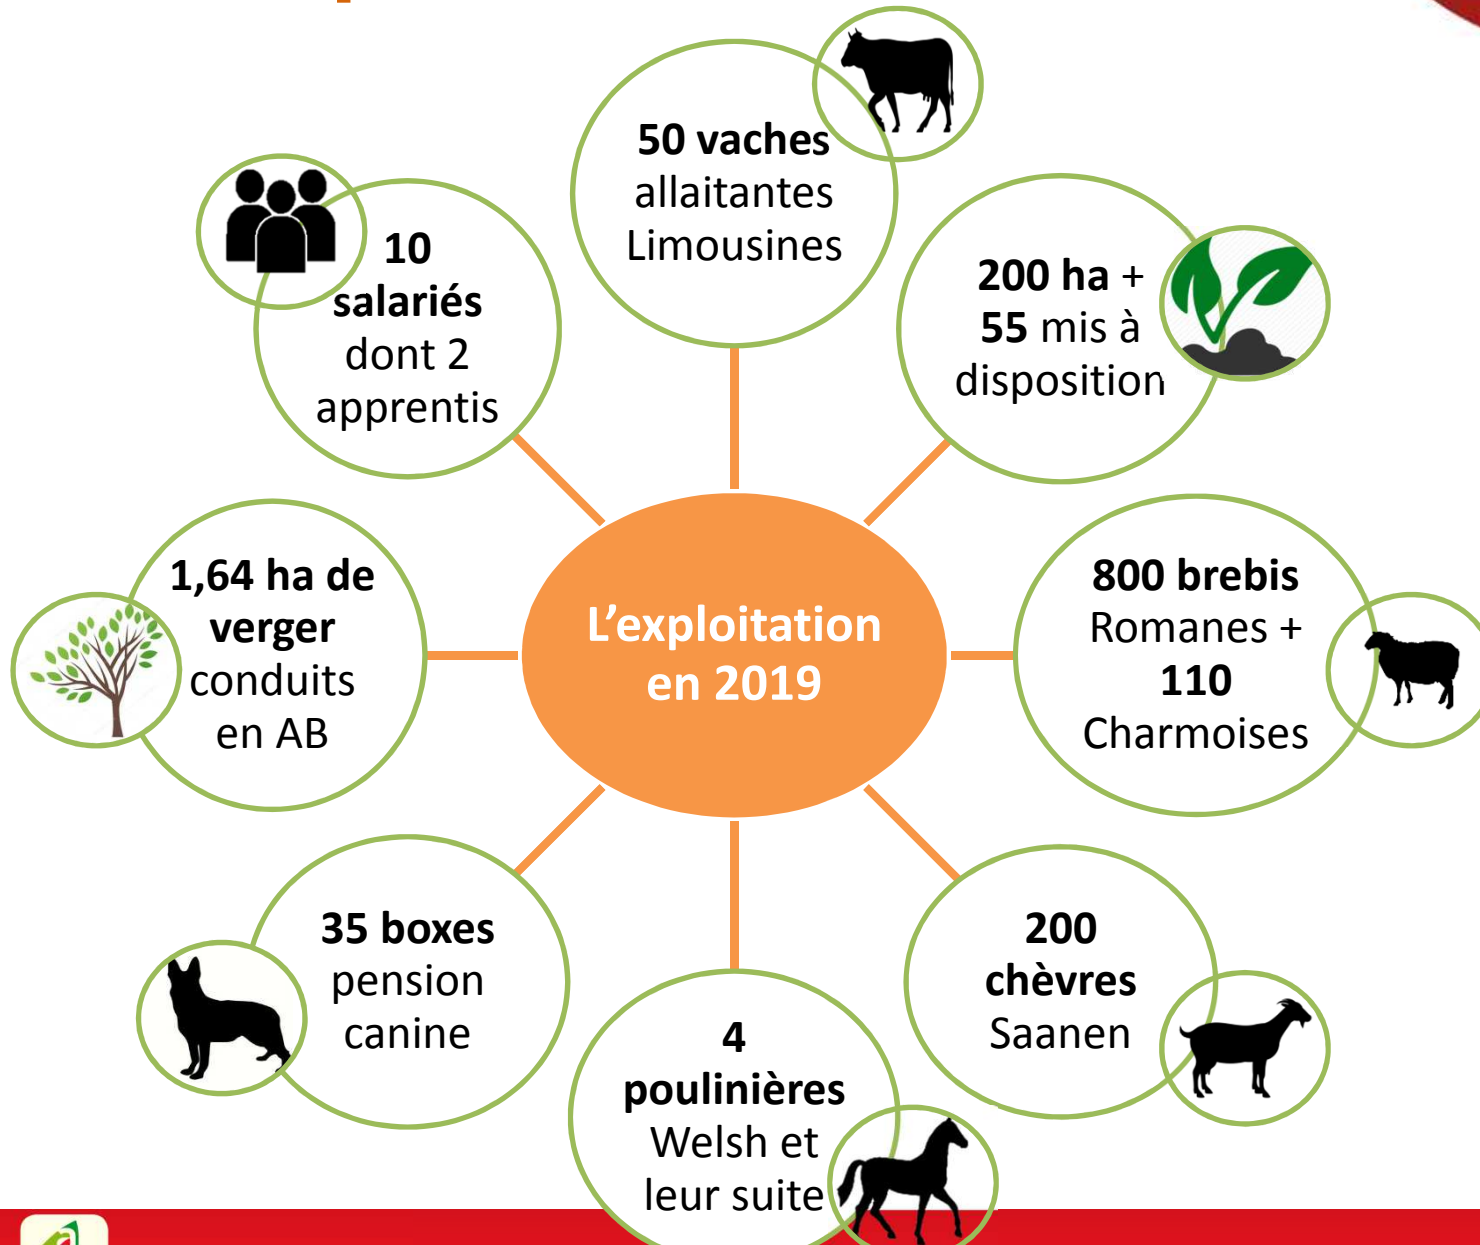 50 vaches
allaitantes
Limousines
200 ha +
55 mis à
disposition
800 brebis
Romanes +
110
Charmoises
200
chèvres
Saanen
4
poulinières
Welsh et
leur suite
35 boxes
pension
canine
1,64 ha de
verger
conduits
en AB
10
salariés
dont 2
apprentis
L’exploitation
en 2019